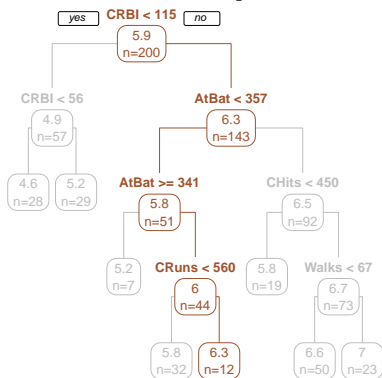 CRBI < 115
yes no
5.9
n=200
CRBI < 56 AtBat < 357
4.9 6.3
n=57 n=143
AtBat >= 341 CHits < 450
4.6 5.2 5.8 6.5
n=28 n=29 n=51 n=92
CRuns < 560 Walks < 67
5.2 6 5.8 6.7
n=7 n=44 n=19 n=73
5.8 6.3 6.6 7
n=32 n=12 n=50 n=23